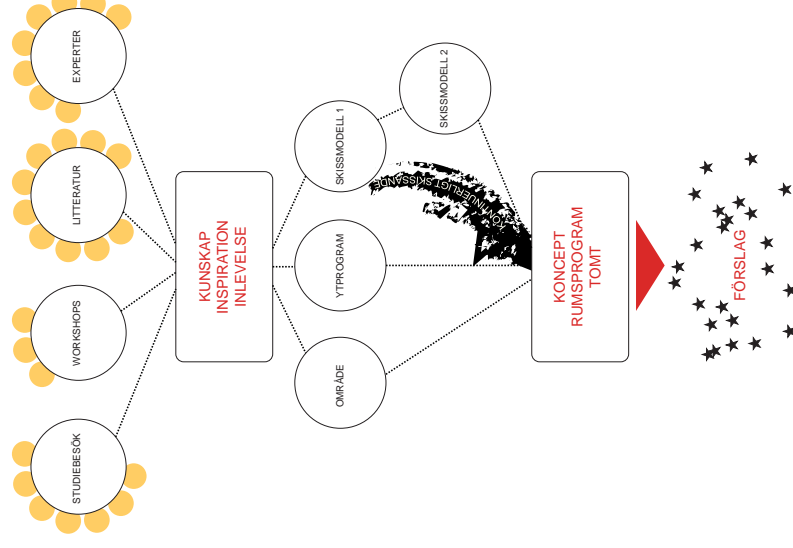 STUDIEBESÖK
WORKSHOPS
LITTERATUR
EXPERTER
KUNSKAP
INSPIRATION
INLEVELSE
OMRÅDE
YTPROGRAM
SKISSMODELL 1
SKISSMODELL 2
KONTINUERLIGT SKISSANDE
KONCEPT
RUMSPROGRAM
TOMT
FÖRSLAG